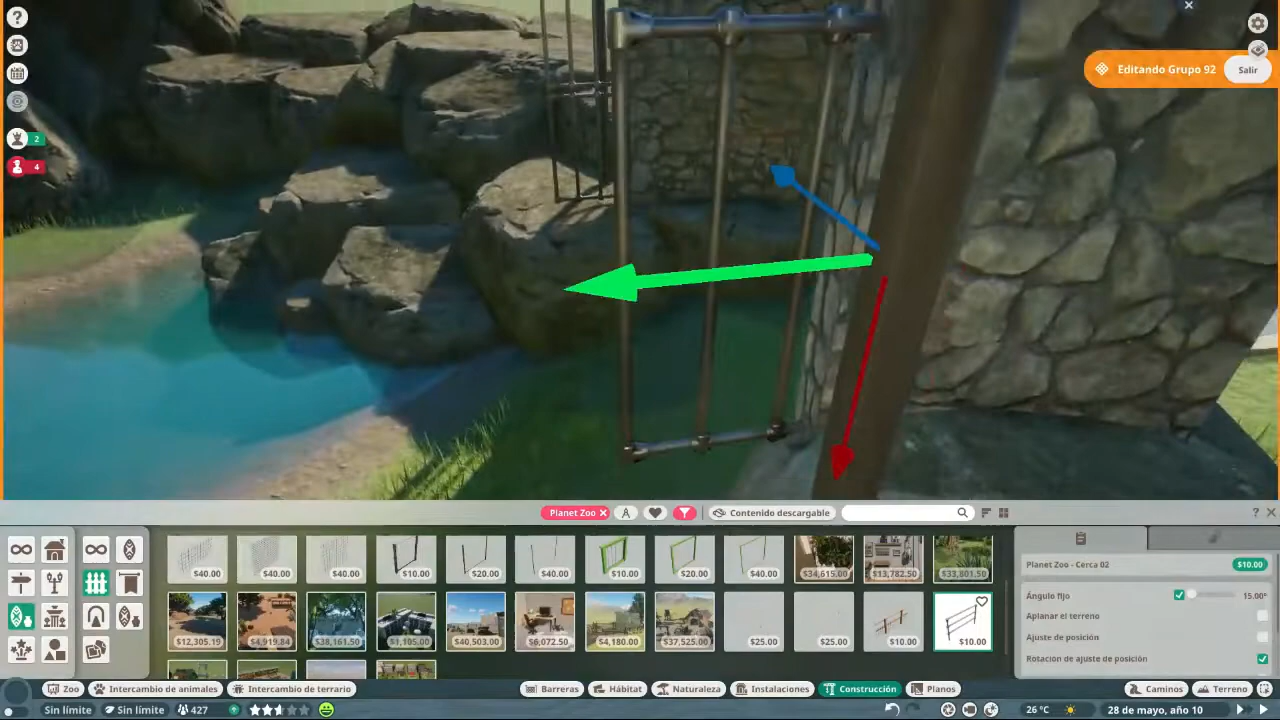 Editando Grupo 92
Salir
2
4
Planet Zoo
Contenido descargable
$40.00
$40.00
$40.00
$10.00
$20.00
$40.00
$10.00
$20.00
$40.00
$34,615.00
$13,782.50
$33,801.50
$12,305.19
$4,919.84
$38,161.50
$1,105.00
$40,503.00
$6,072.50
$4,180.00
$37,525.00
$25.00
$25.00
$10.00
$10.00
Planet Zoo - Cerca 02
$10.00
Ángulo fijo
15.00°
Aplanar el terreno
Ajuste de posición
Rotación de ajuste de posición
Zoo
Intercambio de animales
Intercambio de terrario
Barreras
Hábitat
Naturaleza
Instalaciones
Construcción
Planos
Caminos
Terreno
Sin límite
Sin límite
427
26 °C
28 de mayo, año 10